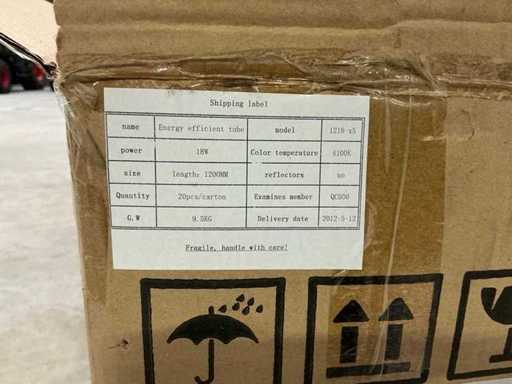 Shipping label
name Energy efficient tube model 1218-x5
power 18W Color temperature 4100K
size length: 1200MM reflectors no
Quantity 20pcs/carton Examines member QC800
G.W 9.5KG Delivery date 2012-5-12
Fragile, handle with care!